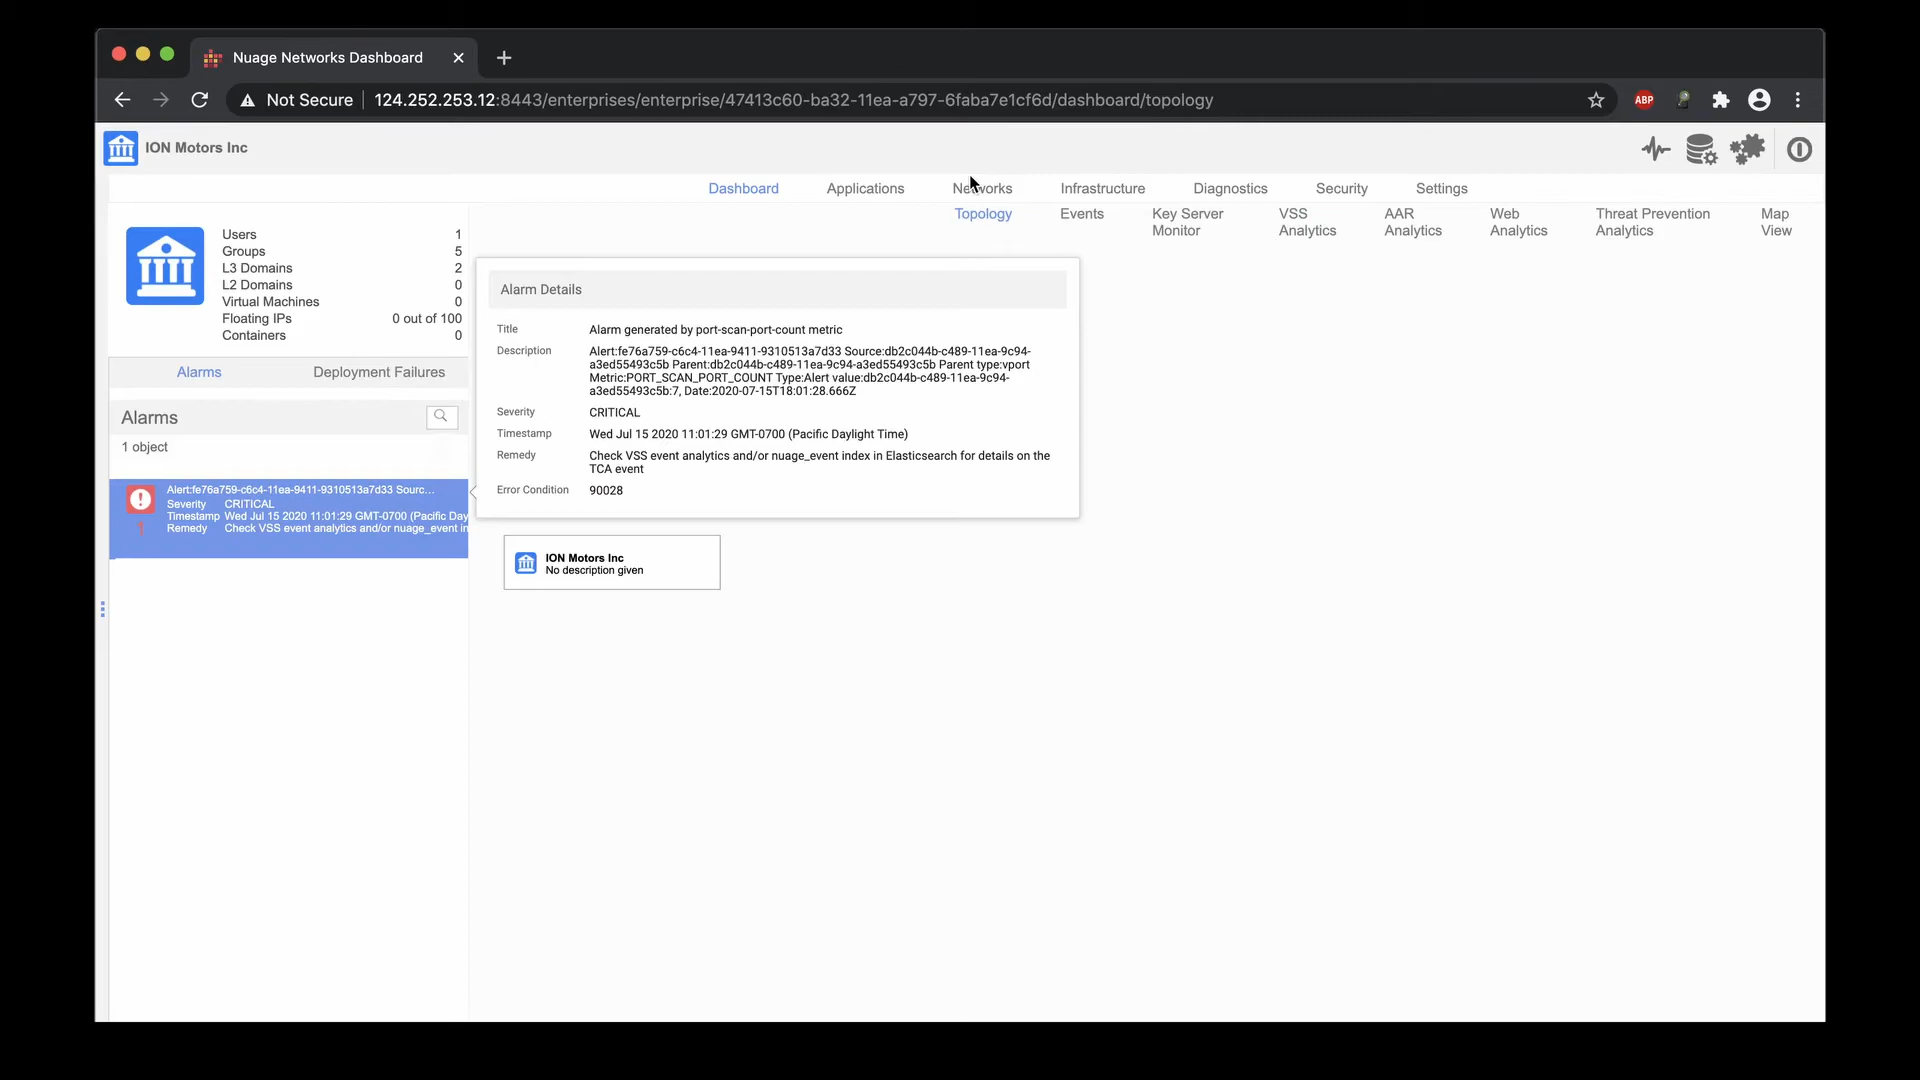 Nuage Networks Dashboard
Not Secure 124.252.253.12:8443/enterprises/enterprise/47413c60-ba32-11ea-a797-6faba7e1cf6d/dashboard/topology
ABP
ION Motors Inc
Dashboard Applications Networks Infrastructure Diagnostics Security Settings
Topology Events Key Server Monitor VSS Analytics AAR Analytics Web Analytics Threat Prevention Analytics Map View
Users 1
Groups 5
L3 Domains 2
L2 Domains 0
Virtual Machines 0
Floating IPs 0 out of 100
Containers 0
Alarms Deployment Failures
Alarms
1 object
Alert:fe76a759-c6c4-11ea-9411-9310513a7d33 Sourc...
Severity CRITICAL
Timestamp Wed Jul 15 2020 11:01:29 GMT-0700 (Pacific Day
1 Remedy Check VSS event analytics and/or nuage_event in
Alarm Details
Title Alarm generated by port-scan-port-count metric
Description Alert:fe76a759-c6c4-11ea-9411-9310513a7d33 Source:db2c044b-c489-11ea-9c94-
a3ed55493c5b Parent:db2c044b-c489-11ea-9c94-a3ed55493c5b Parent type:vport
Metric:PORT_SCAN_PORT_COUNT Type:Alert value:db2c044b-c489-11ea-9c94-
a3ed55493c5b:7, Date:2020-07-15T18:01:28.666Z
Severity CRITICAL
Timestamp Wed Jul 15 2020 11:01:29 GMT-0700 (Pacific Daylight Time)
Remedy Check VSS event analytics and/or nuage_event index in Elasticsearch for details on the
TCA event
Error Condition 90028
ION Motors Inc
No description given